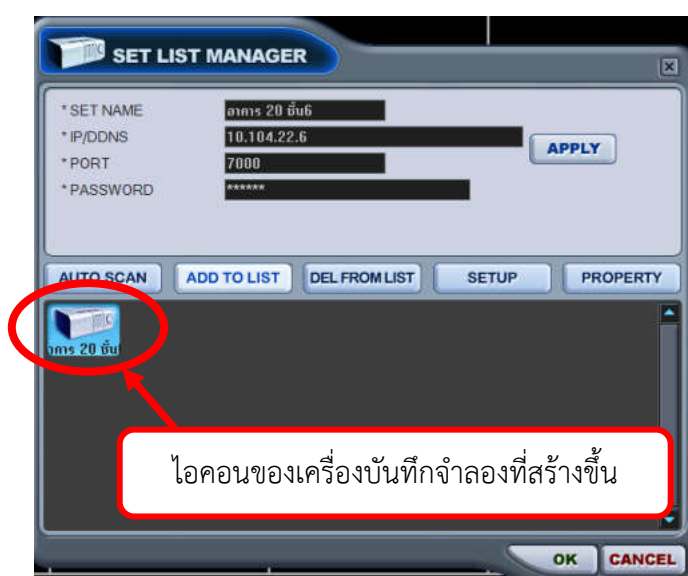 SET LIST MANAGER
* SET NAME อาคาร 20 ชั้น6
* IP/DDNS 10.104.22.6
* PORT 7000
* PASSWORD ******
APPLY
AUTO SCAN ADD TO LIST DEL FROM LIST SETUP PROPERTY
าคาร 20 ชั้น
ไอคอนของเครื่องบันทึกจำลองที่สร้างขึ้น
OK CANCEL